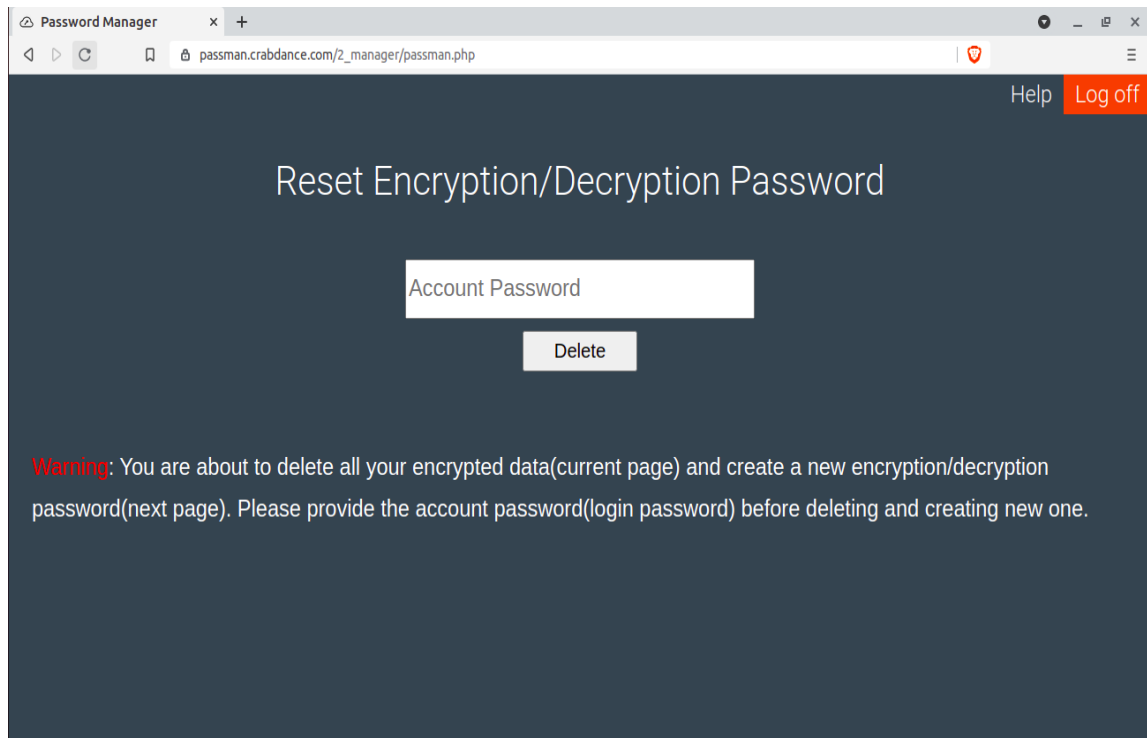 Password Manager
passman.crabdance.com/2_manager/passman.php
Help Log off
Reset Encryption/Decryption Password
Account Password
Delete
Warning: You are about to delete all your encrypted data(current page) and create a new encryption/decryption
password(next page). Please provide the account password(login password) before deleting and creating new one.